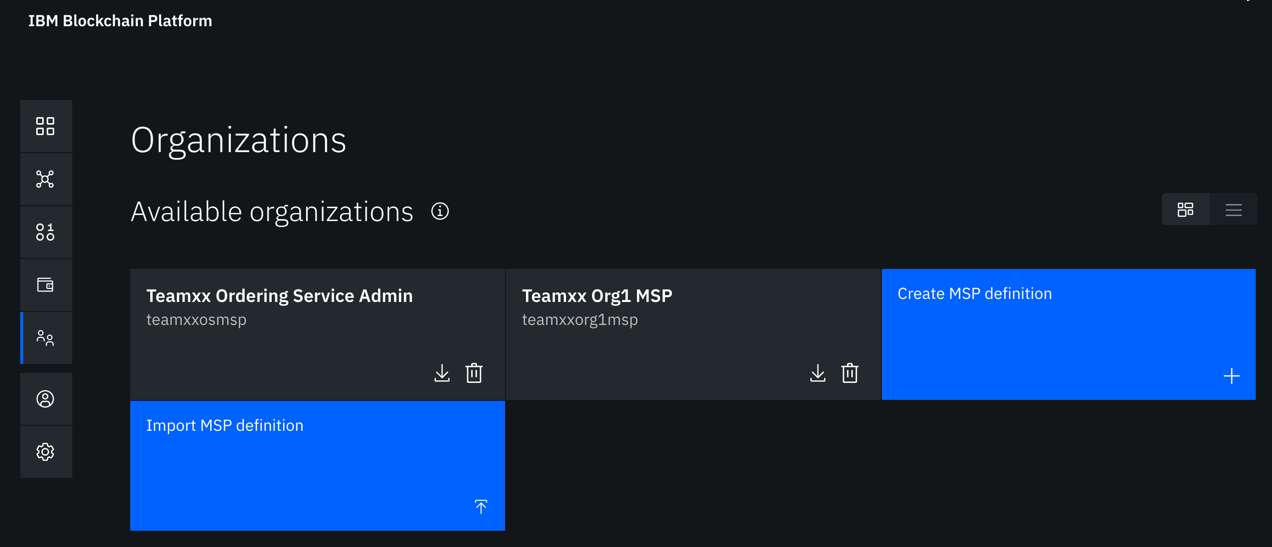 IBM Blockchain Platform
Organizations
Available organizations
Teamxx Ordering Service Admin
teamxxosmsp
Teamxx Org1 MSP
teamxxorg1msp
Create MSP definition
Import MSP definition